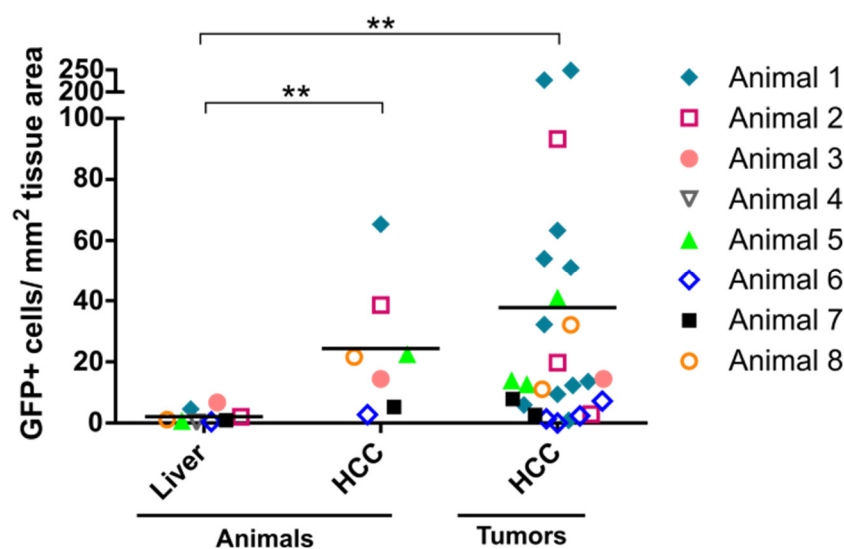 **
**
GFP+ cells/ mm² tissue area
250
200
100
80
60
40
20
0
Liver
HCC
HCC
Animals
Tumors
Animal 1
Animal 2
Animal 3
Animal 4
Animal 5
Animal 6
Animal 7
Animal 8